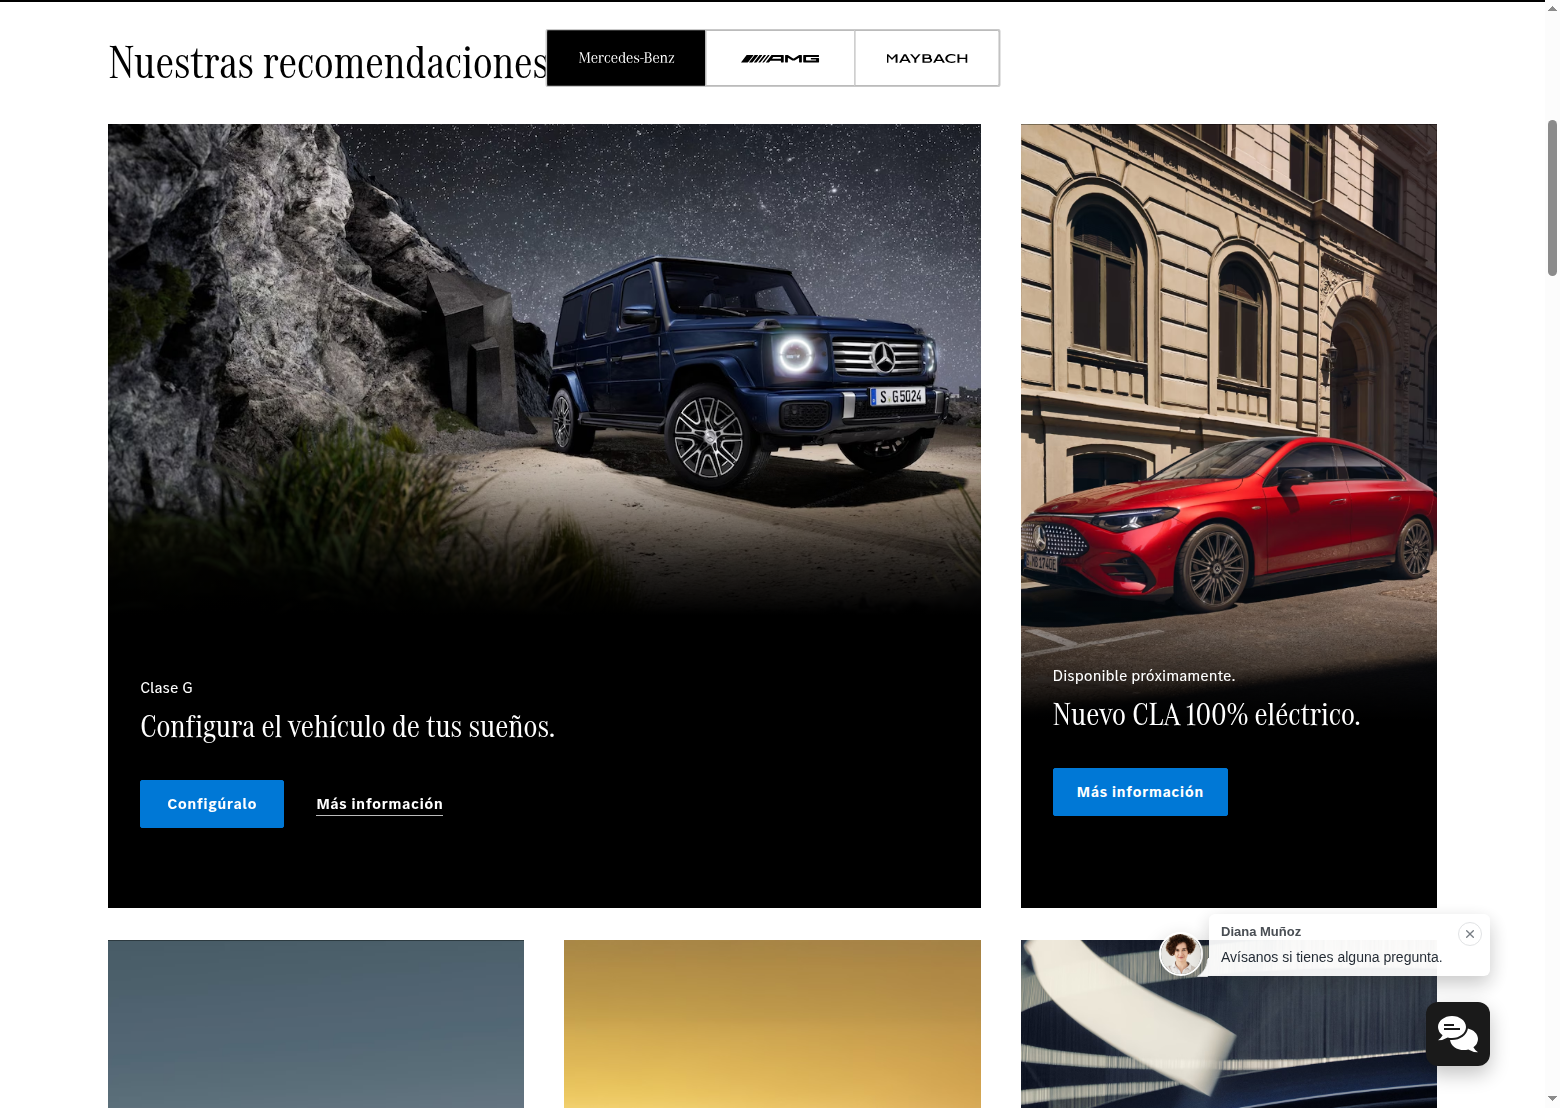 Nuestras recomendaciones
Mercedes-Benz
AMG
MAYBACH
S G 5024
Clase G
Configura el vehículo de tus sueños.
Configúralo
Más información
Disponible próximamente.
Nuevo CLA 100% eléctrico.
Más información
Diana Muñoz
Avísanos si tienes alguna pregunta.